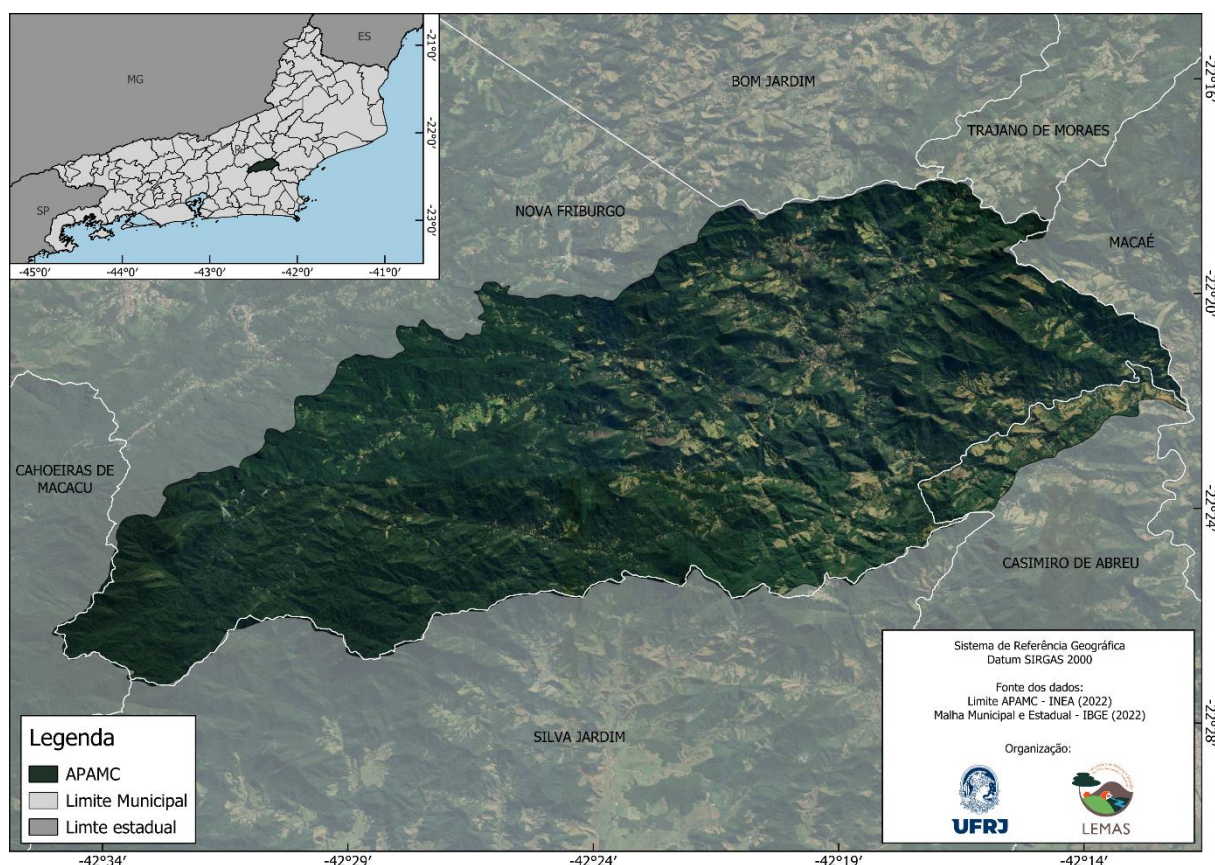 ES
MG
RJ
SP
-21°0'
-22°0'
-23°0'
-45°0'
-44°0'
-43°0'
-42°0'
-41°0'
BOM JARDIM
TRAJANO DE MORAES
NOVA FRIBURGO
MACAÉ
CAHOEIRAS DE
MACACU
CASIMIRO DE ABREU
SILVA JARDIM
-22°16'
-22°20'
-22°24'
-22°28'
Legenda
APAMC
Limite Municipal
Limte estadual
Sistema de Referência Geográfica
Datum SIRGAS 2000
Fonte dos dados:
Limite APAMC - INEA (2022)
Malha Municipal e Estadual - IBGE (2022)
Organização:
UFRJ
LEMAS
-42°34'
-42°29'
-42°24'
-42°19'
-42°14'